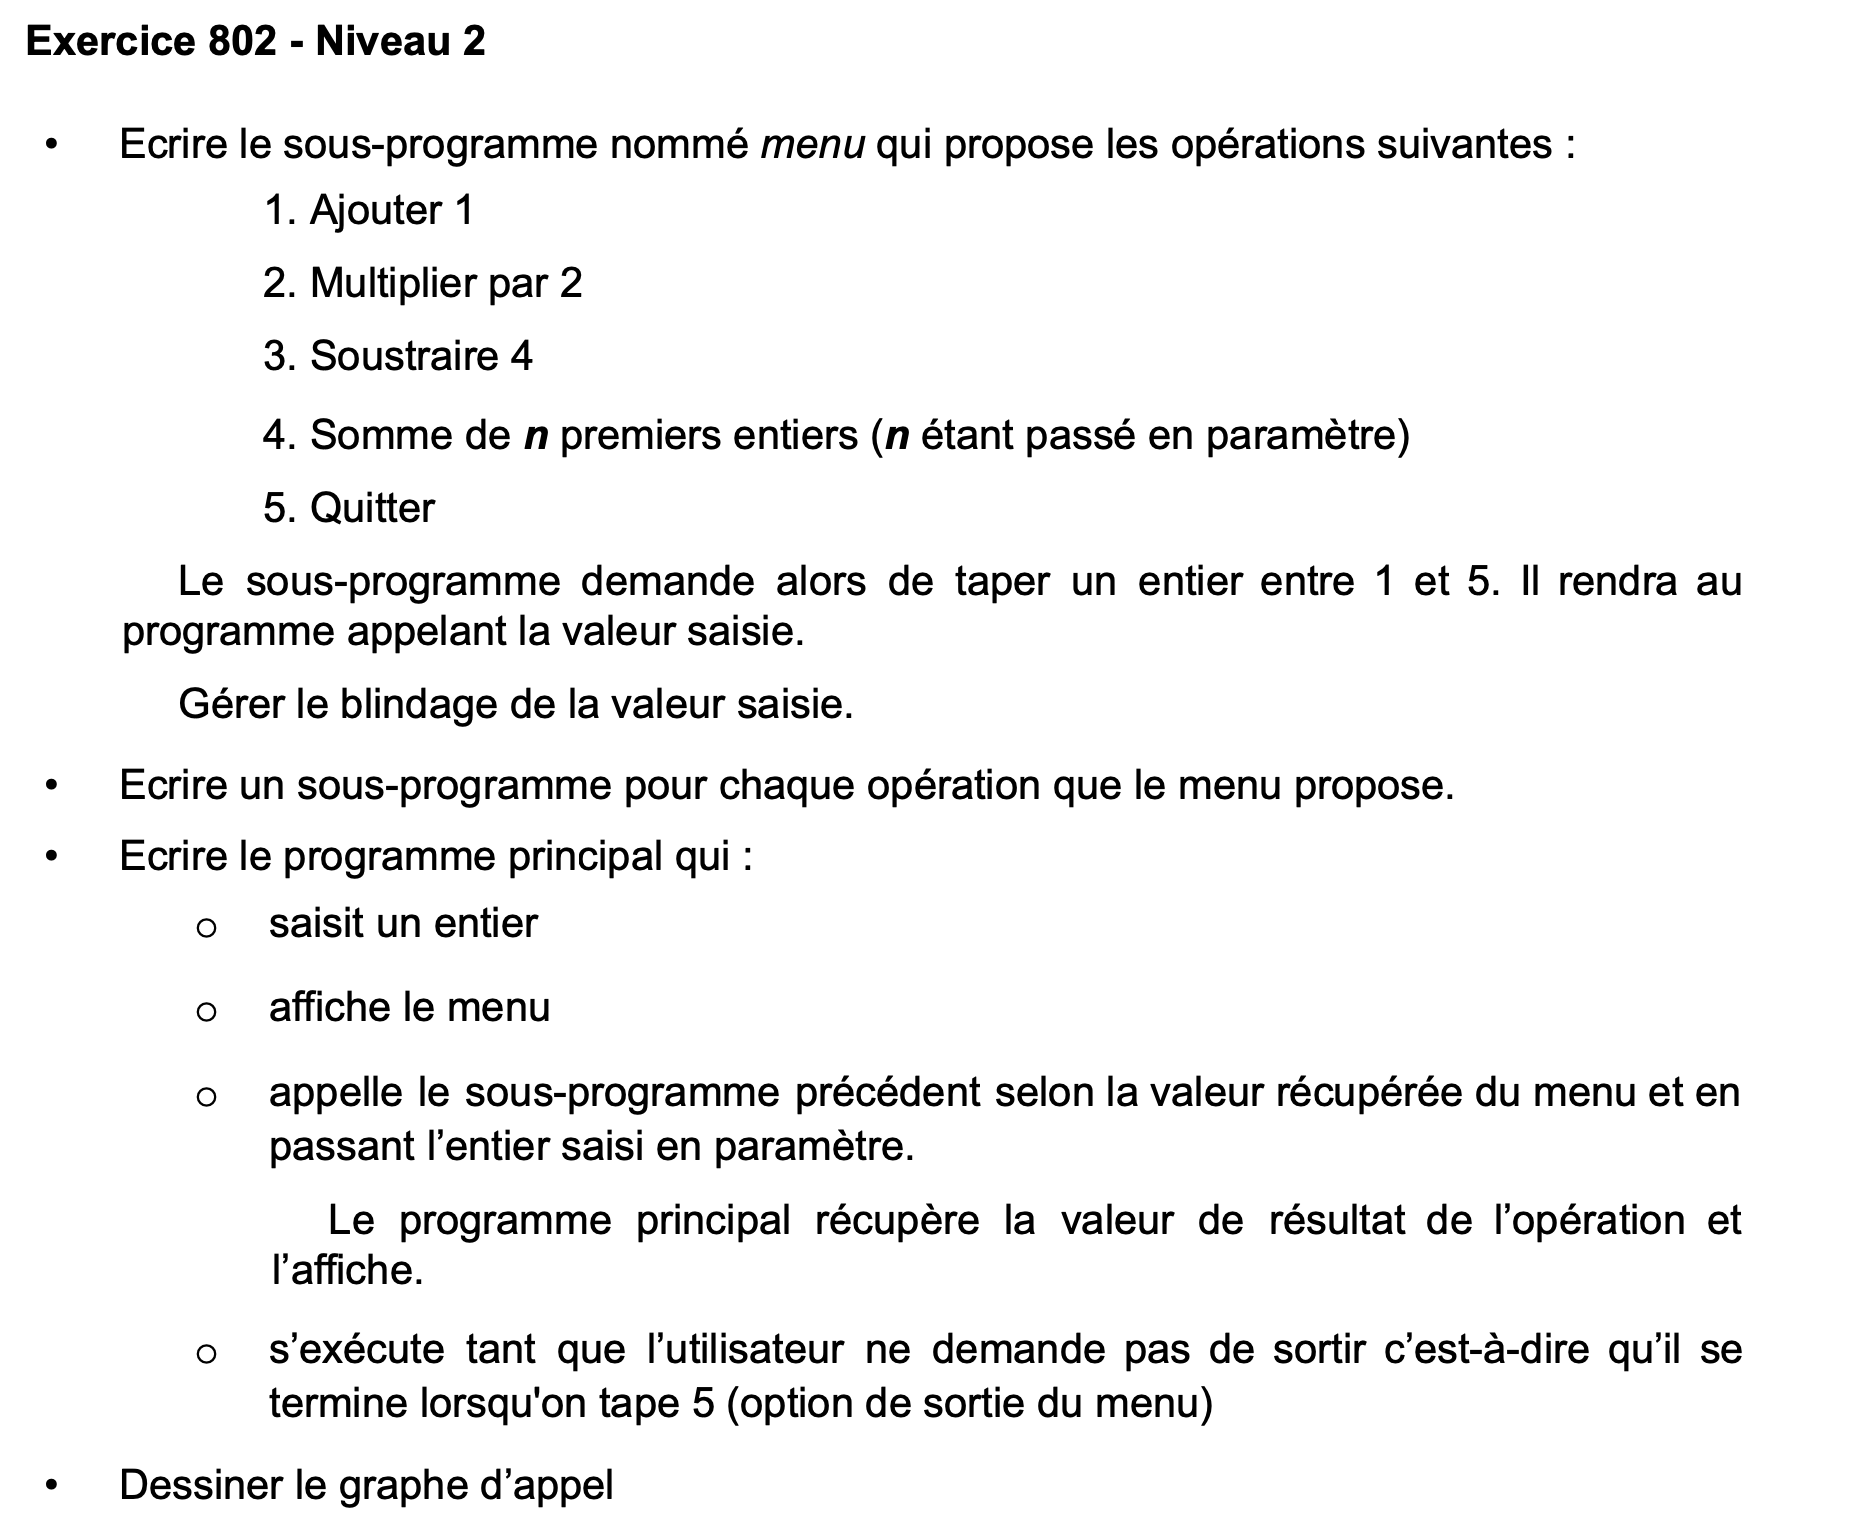 Exercice 802 - Niveau 2
• Ecrire le sous-programme nommé menu qui propose les opérations suivantes :
1. Ajouter 1
2. Multiplier par 2
3. Soustraire 4
4. Somme de n premiers entiers (n étant passé en paramètre)
5. Quitter
Le sous-programme demande alors de taper un entier entre 1 et 5. Il rendra au
programme appelant la valeur saisie.
Gérer le blindage de la valeur saisie.
• Ecrire un sous-programme pour chaque opération que le menu propose.
• Ecrire le programme principal qui :
o saisit un entier
o affiche le menu
o appelle le sous-programme précédent selon la valeur récupérée du menu et en
passant l’entier saisi en paramètre.
Le programme principal récupère la valeur de résultat de l’opération et
l’affiche.
o s’exécute tant que l’utilisateur ne demande pas de sortir c’est-à-dire qu’il se
termine lorsqu'on tape 5 (option de sortie du menu)
• Dessiner le graphe d’appel